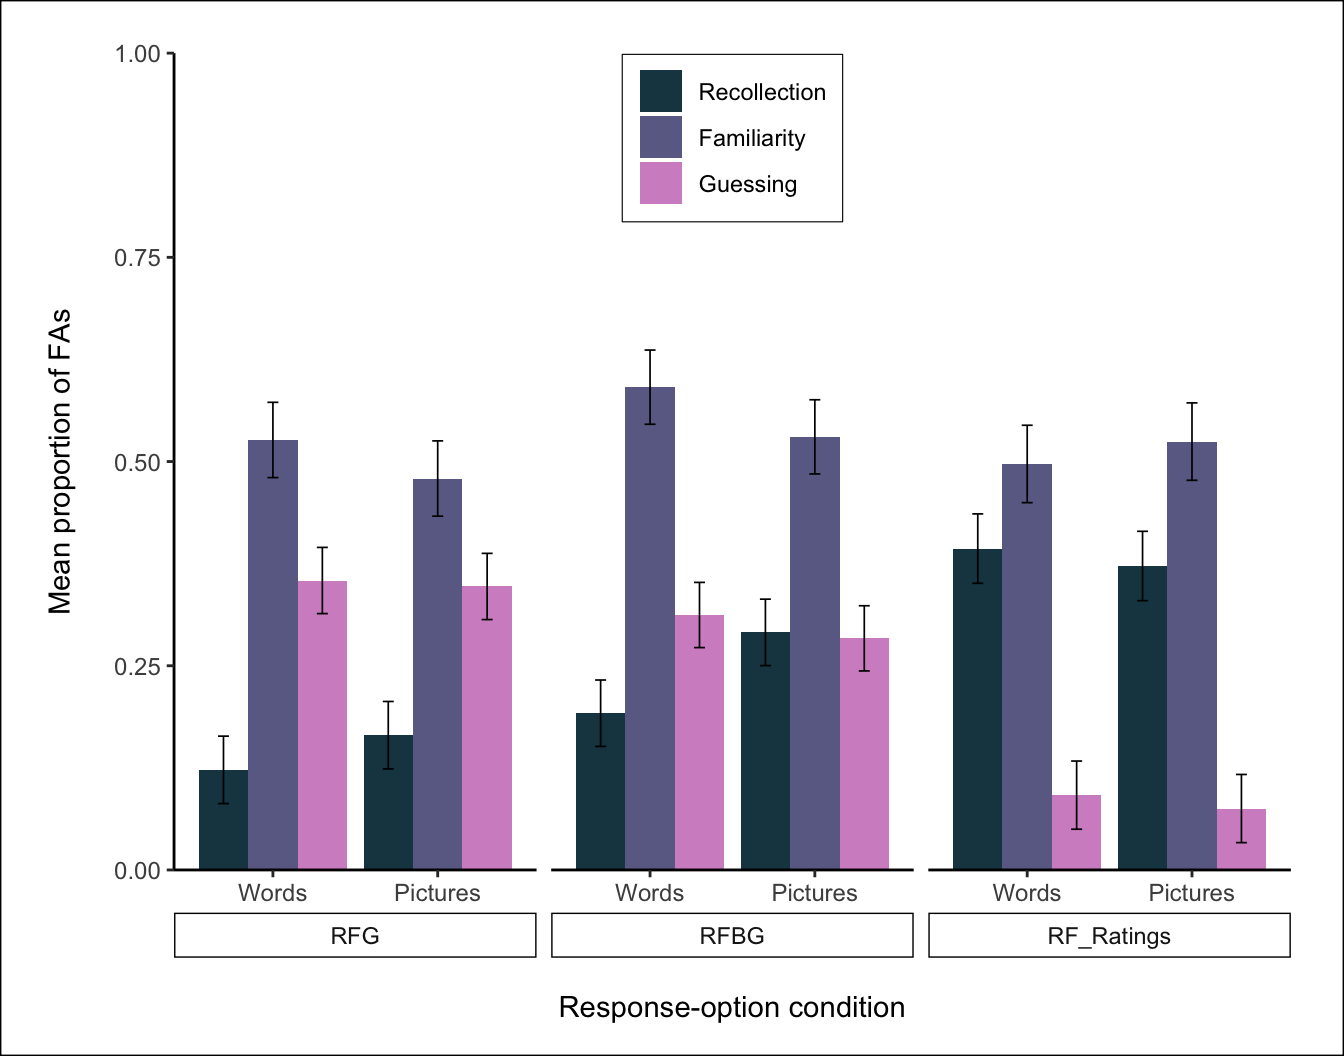 1.00
0.75
0.50
0.25
0.00
Mean proportion of FAs
Recollection
Familiarity
Guessing
Words Pictures Words Pictures Words Pictures
RFG RFBG RF_Ratings
Response-option condition